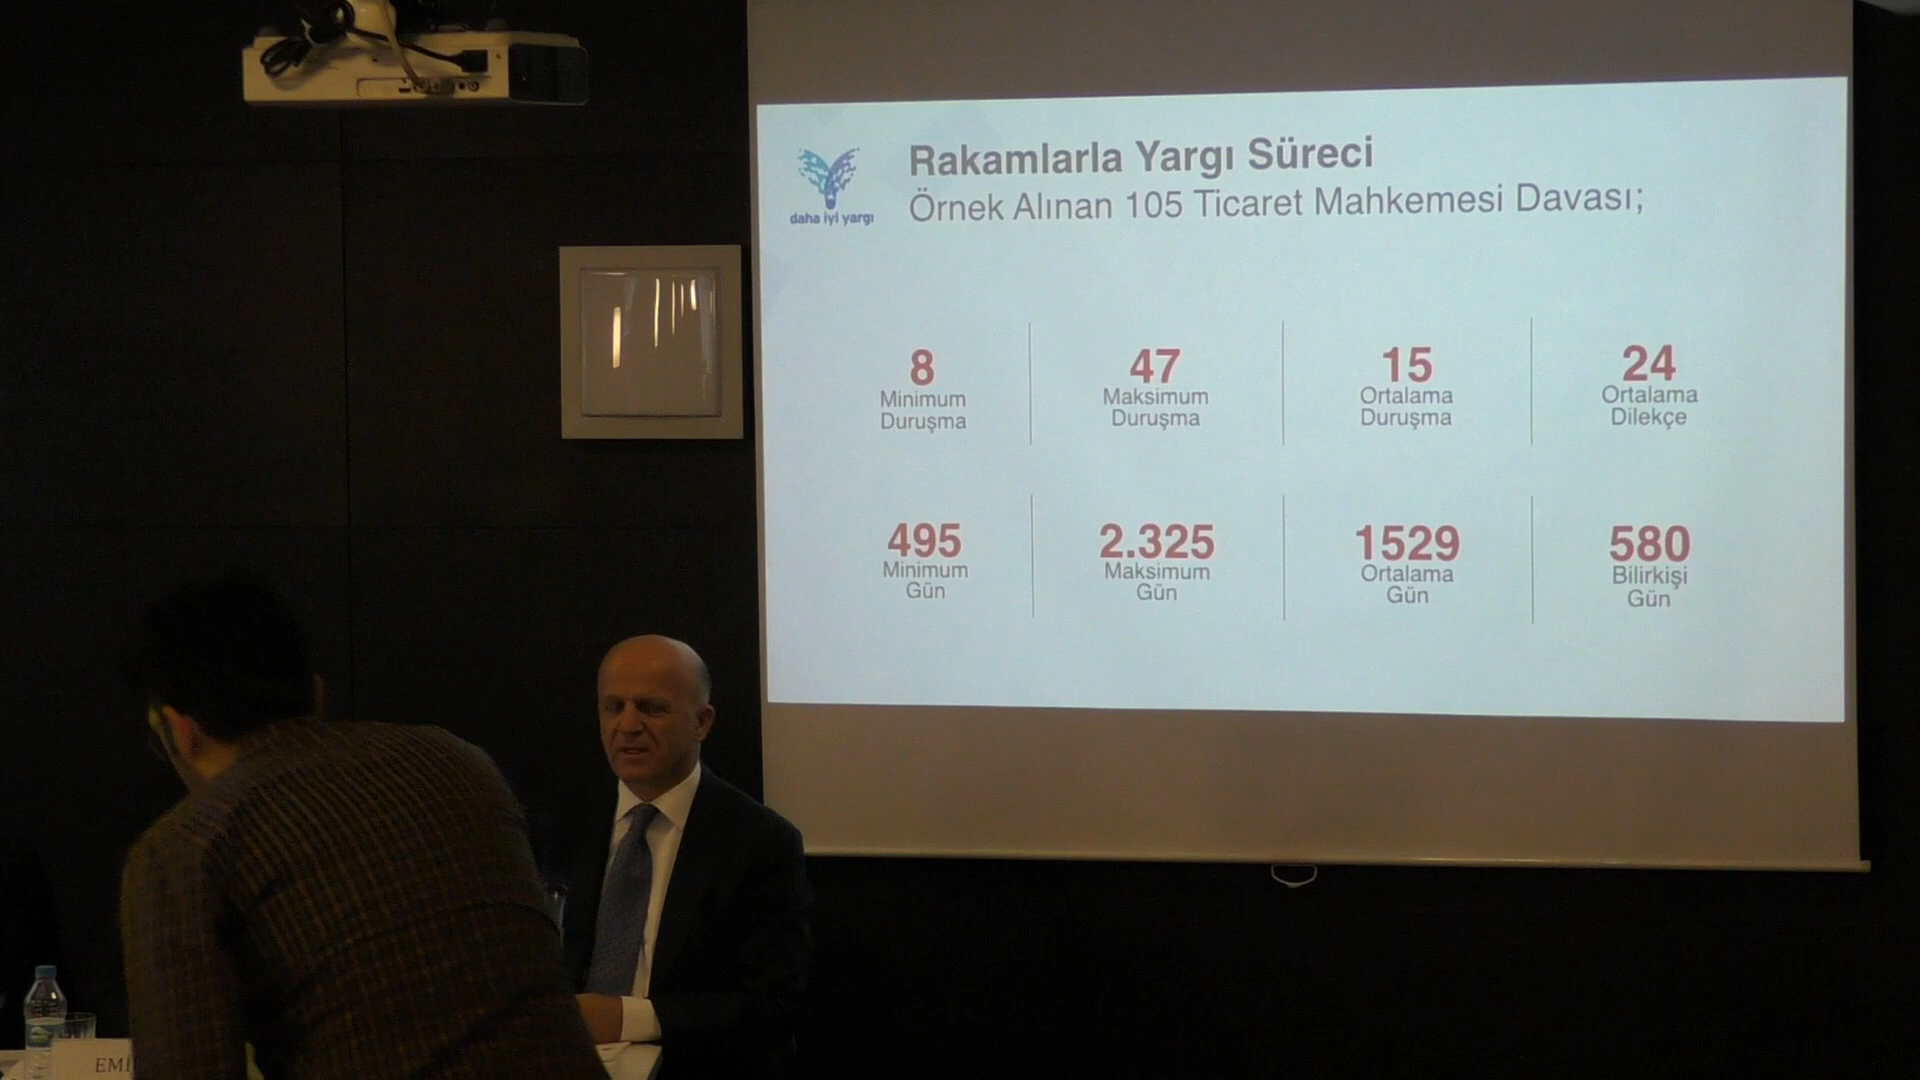 Rakamlarla Yargı Süreci
Örnek Alınan 105 Ticaret Mahkemesi Davası;
daha iyi yargı
8
Minimum
Duruşma
47
Maksimum
Duruşma
15
Ortalama
Duruşma
24
Ortalama
Dilekçe
495
Minimum
Gün
2.325
Maksimum
Gün
1529
Ortalama
Gün
580
Bilirkişi
Gün